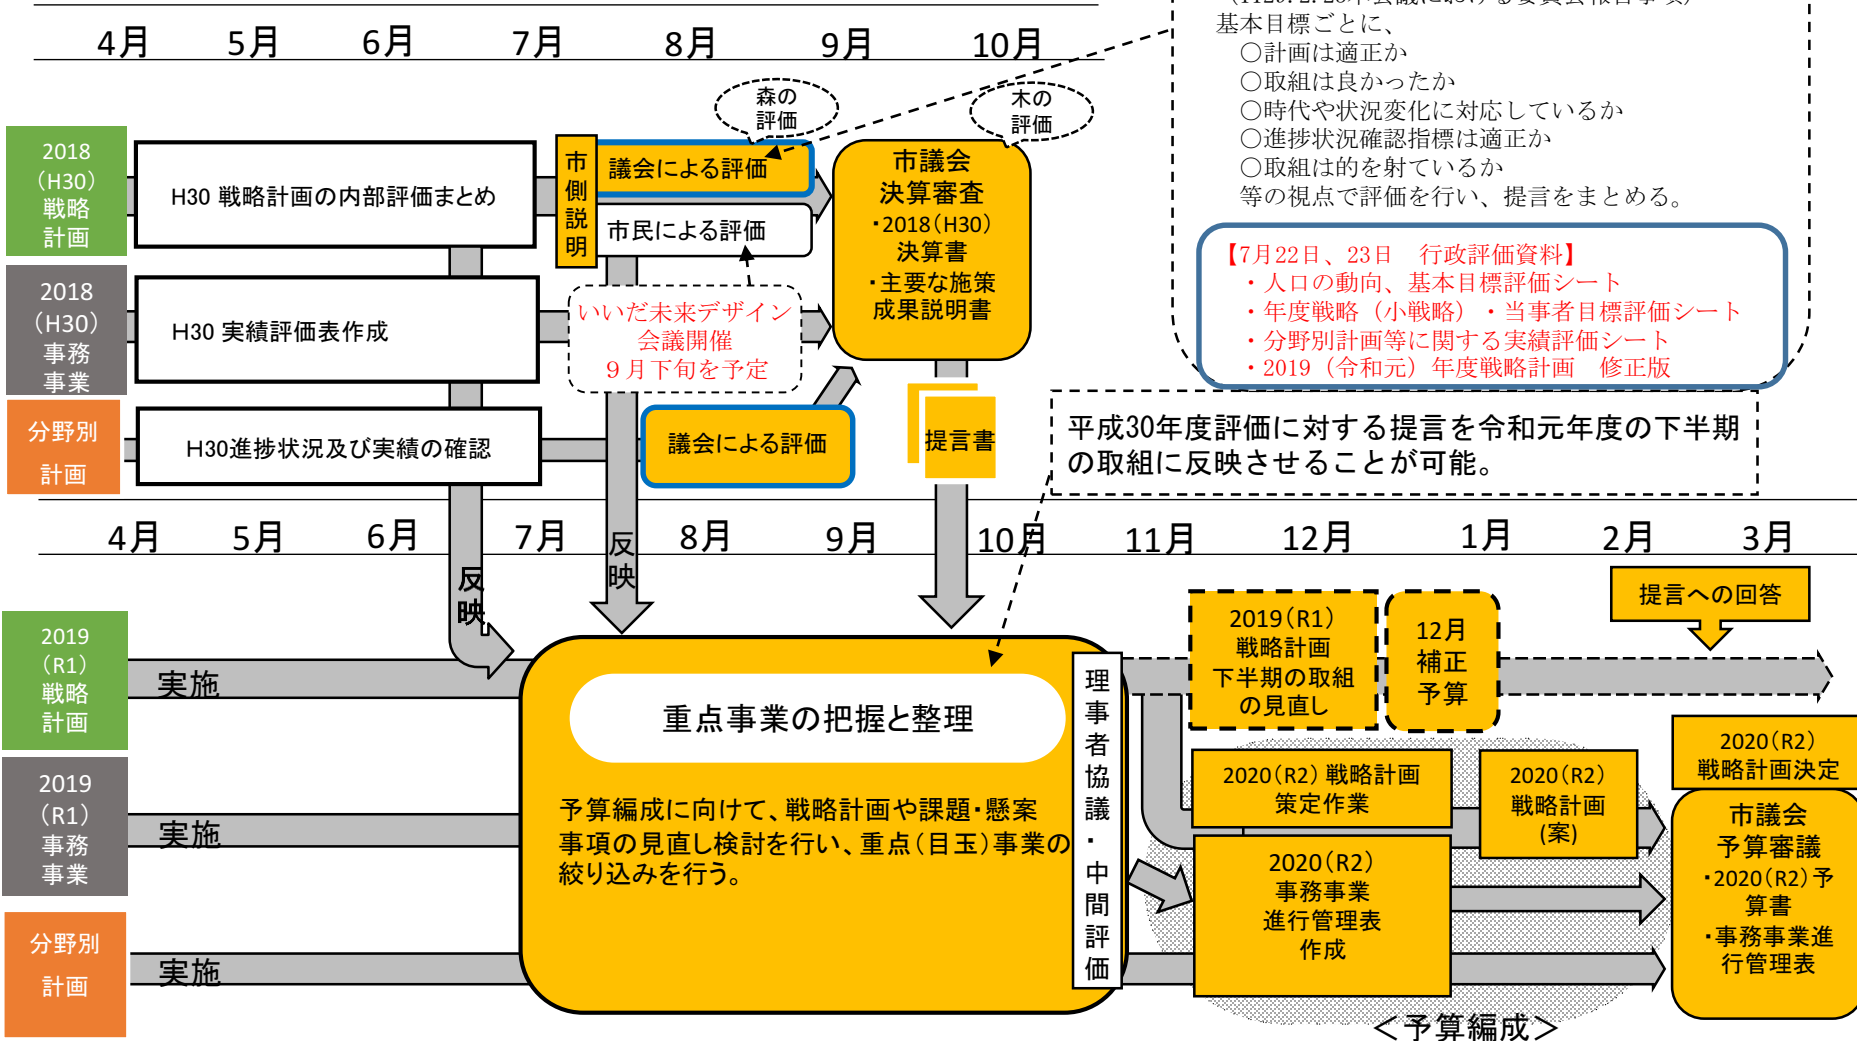 基本目標ごとに、
○計画は適正か
○取組は良かったか
○時代や状況変化に対応しているか
○進捗状況確認指標は適正か
○取組は的を射ているか
等の視点で評価を行い、提言をまとめる。
【7月22日、23日　行政評価資料】
・人口の動向、基本目標評価シート
・年度戦略（小戦略）・当事者目標評価シート
・分野別計画等に関する実績評価シート
・2019（令和元）年度戦略計画　修正版
4月 5月 6月 7月 8月 9月 10月
森の
評価
木の
評価
2018
（H30）
戦略
計画
H30 戦略計画の内部評価まとめ
市側説明
議会による評価
市民による評価
市議会
決算審査
・2018（H30）
決算書
・主要な施策
成果説明書
2018
（H30）
事務
事業
H30 実績評価表作成
いいだ未来デザイン
会議開催
９月下旬を予定
分野別
計画
H30進捗状況及び実績の確認
議会による評価
提言書
平成30年度評価に対する提言を令和元年度の下半期
の取組に反映させることが可能。
4月 5月 6月 7月 8月 9月 10月 11月 12月 1月 2月 3月
反映
反映
提言への回答
2019
（R1）
戦略
計画
実施
重点事業の把握と整理
予算編成に向けて、戦略計画や課題・懸案
事項の見直し検討を行い、重点（目玉）事業の
絞り込みを行う。
理事者協議・中間評価
2019（R1）
戦略計画
下半期の取組
の見直し
12月
補正
予算
2019
（R1）
事務
事業
実施
2020（R2）戦略計画
策定作業
2020（R2）
戦略計画
(案)
2020（R2）
戦略計画決定
2020（R2）
事務事業
進行管理表
作成
市議会
予算審議
・2020（R2）予
算書
・事務事業進
行管理表
分野別
計画
実施
＜予算編成＞